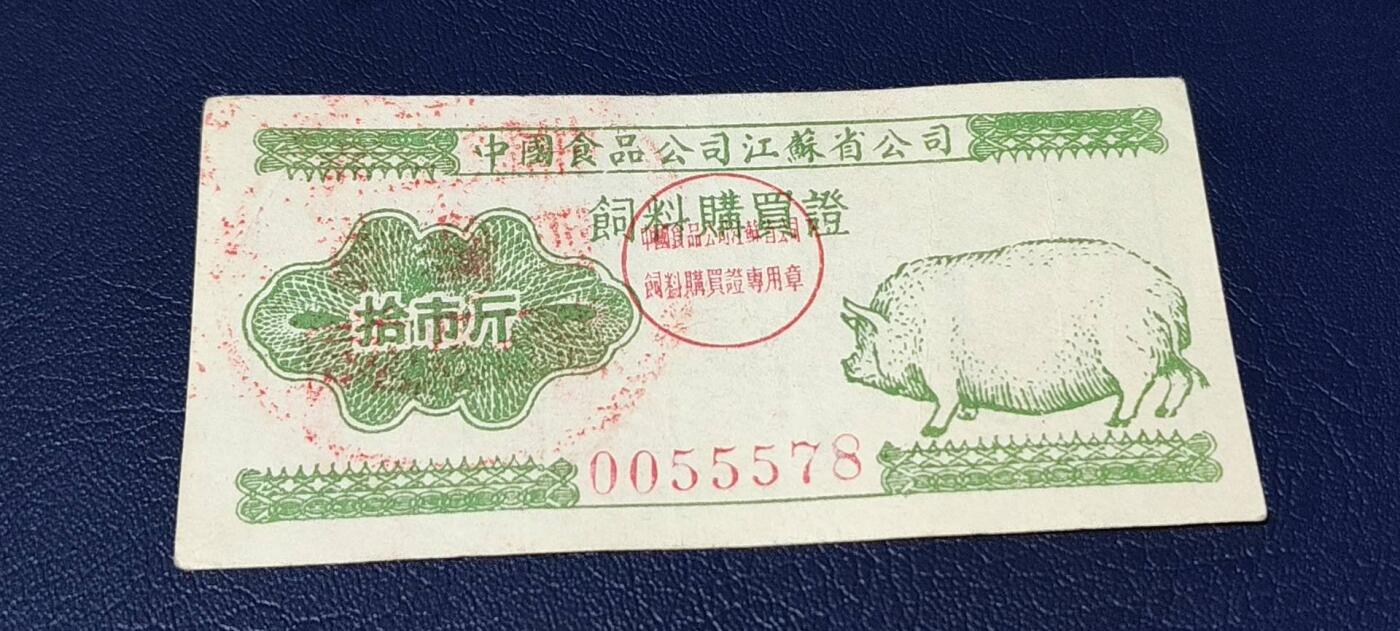 中國食品公司江蘇省公司
飼料購買證
中國食品公司江蘇省公司
飼料購買證專用章
拾市斤
0055578